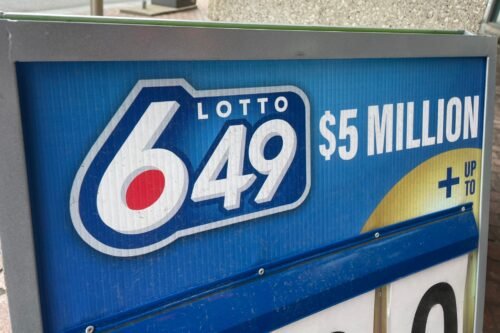 LOTTO
649
$5 MILLION
+ UP
TO